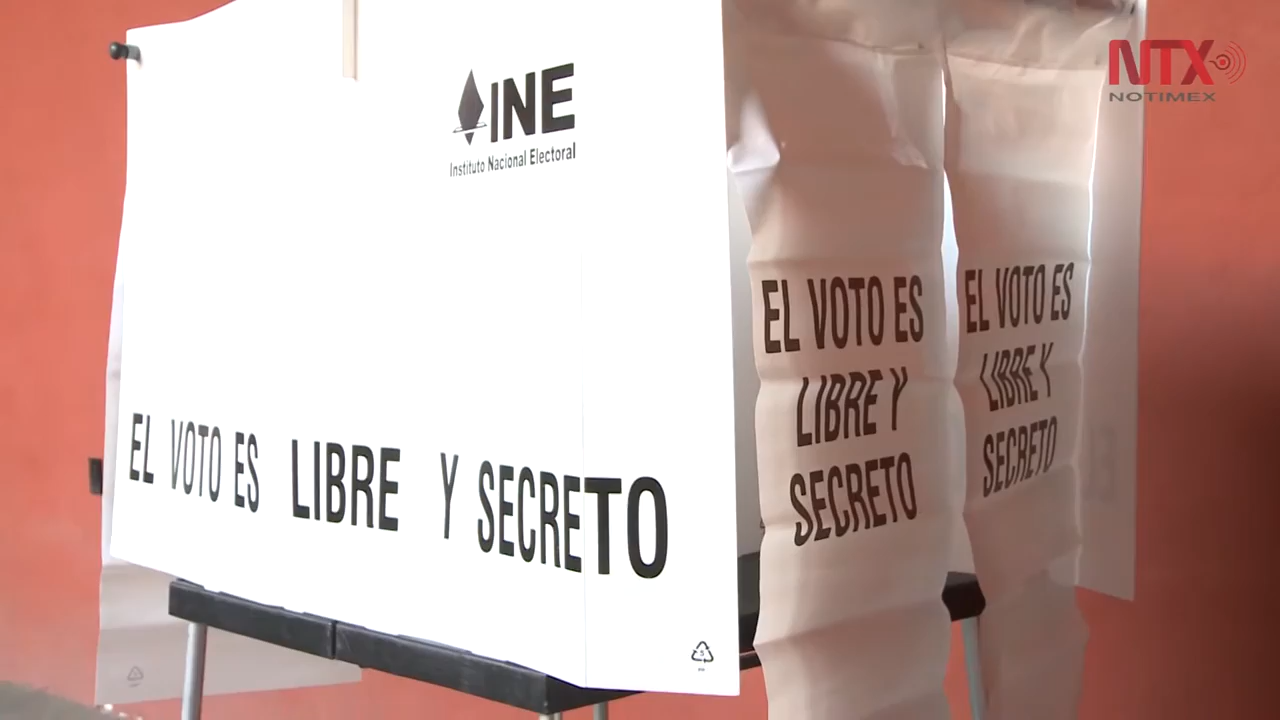 INE
Instituto Nacional Electoral
EL VOTO ES LIBRE Y SECRETO
EL VOTO ES
LIBRE Y
SECRETO
EL VOTO ES
LIBRE Y
SECRETO
NTX
NOTIMEX